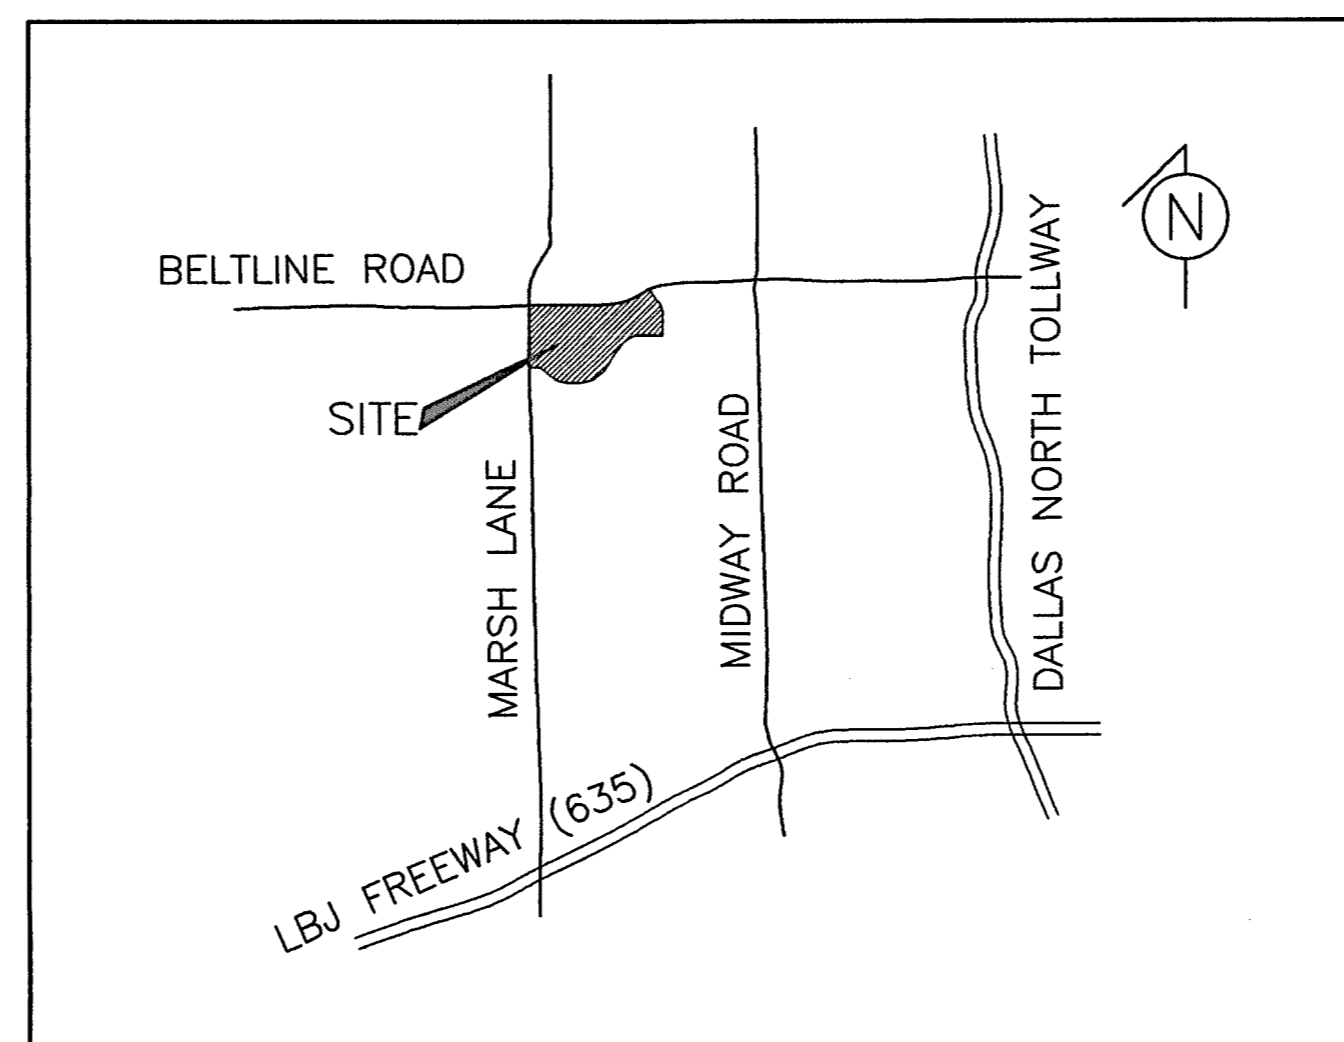 BELTLINE ROAD
N
SITE
MARSH LANE
MIDWAY ROAD
DALLAS NORTH TOLLWAY
LBJ FREEWAY (635)